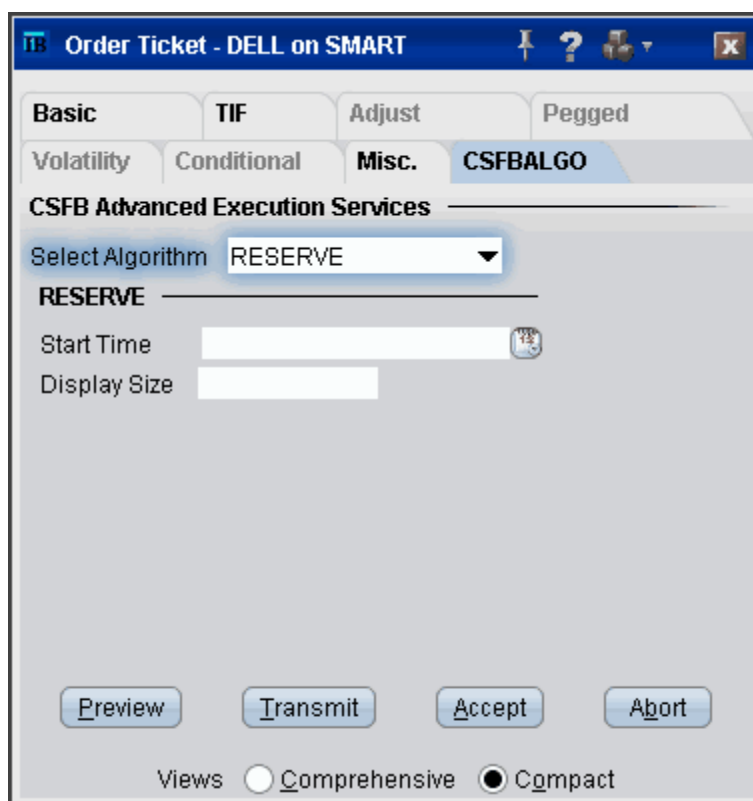 Order Ticket - DELL on SMART
Basic TIF Adjust Pegged
Volatility Conditional Misc. CSFBALGO
CSFB Advanced Execution Services
Select Algorithm RESERVE
RESERVE
Start Time
Display Size
Preview Transmit Accept Abort
Views Comprehensive Compact